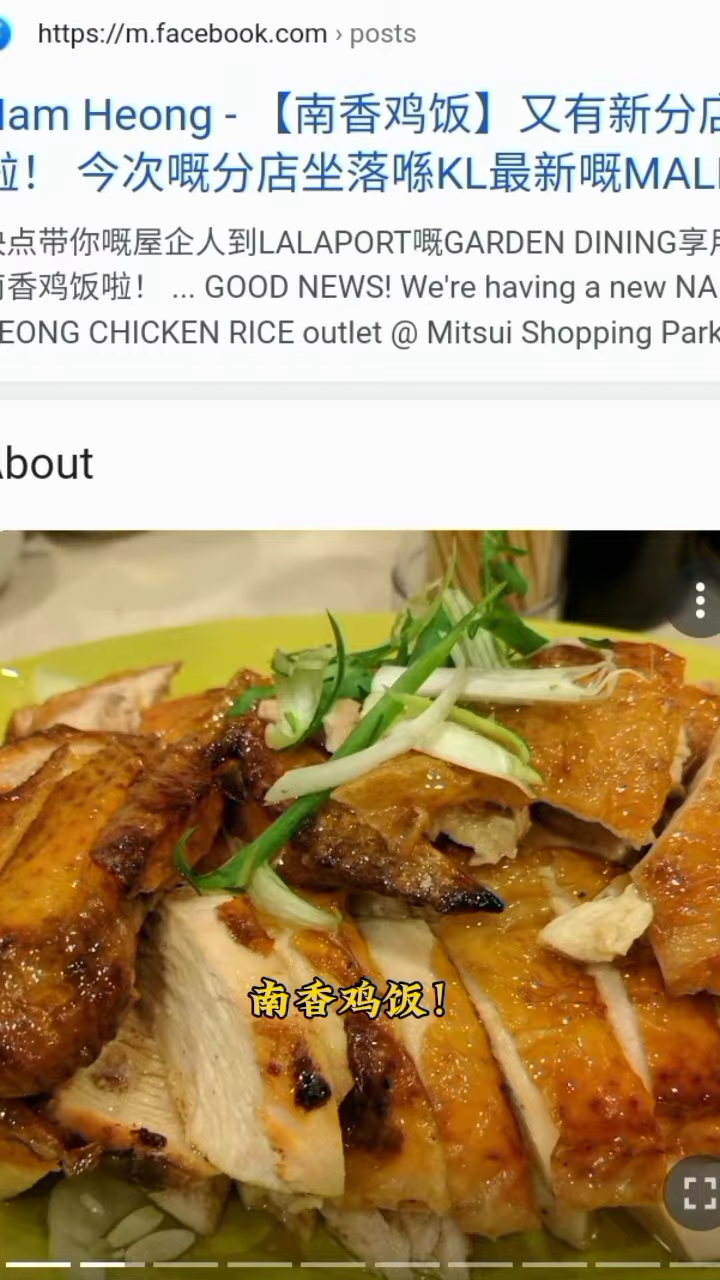 https://m.facebook.com › posts
Nam Heong - 【南香鸡饭】又有新分店
啦！ 今次嘅分店坐落喺KL最新嘅MALL
快点带你嘅屋企人到LALAPORT嘅GARDEN DINING享用
南香鸡饭啦！ ... GOOD NEWS! We're having a new NAM
HEONG CHICKEN RICE outlet @ Mitsui Shopping Park
About
南香鸡饭！